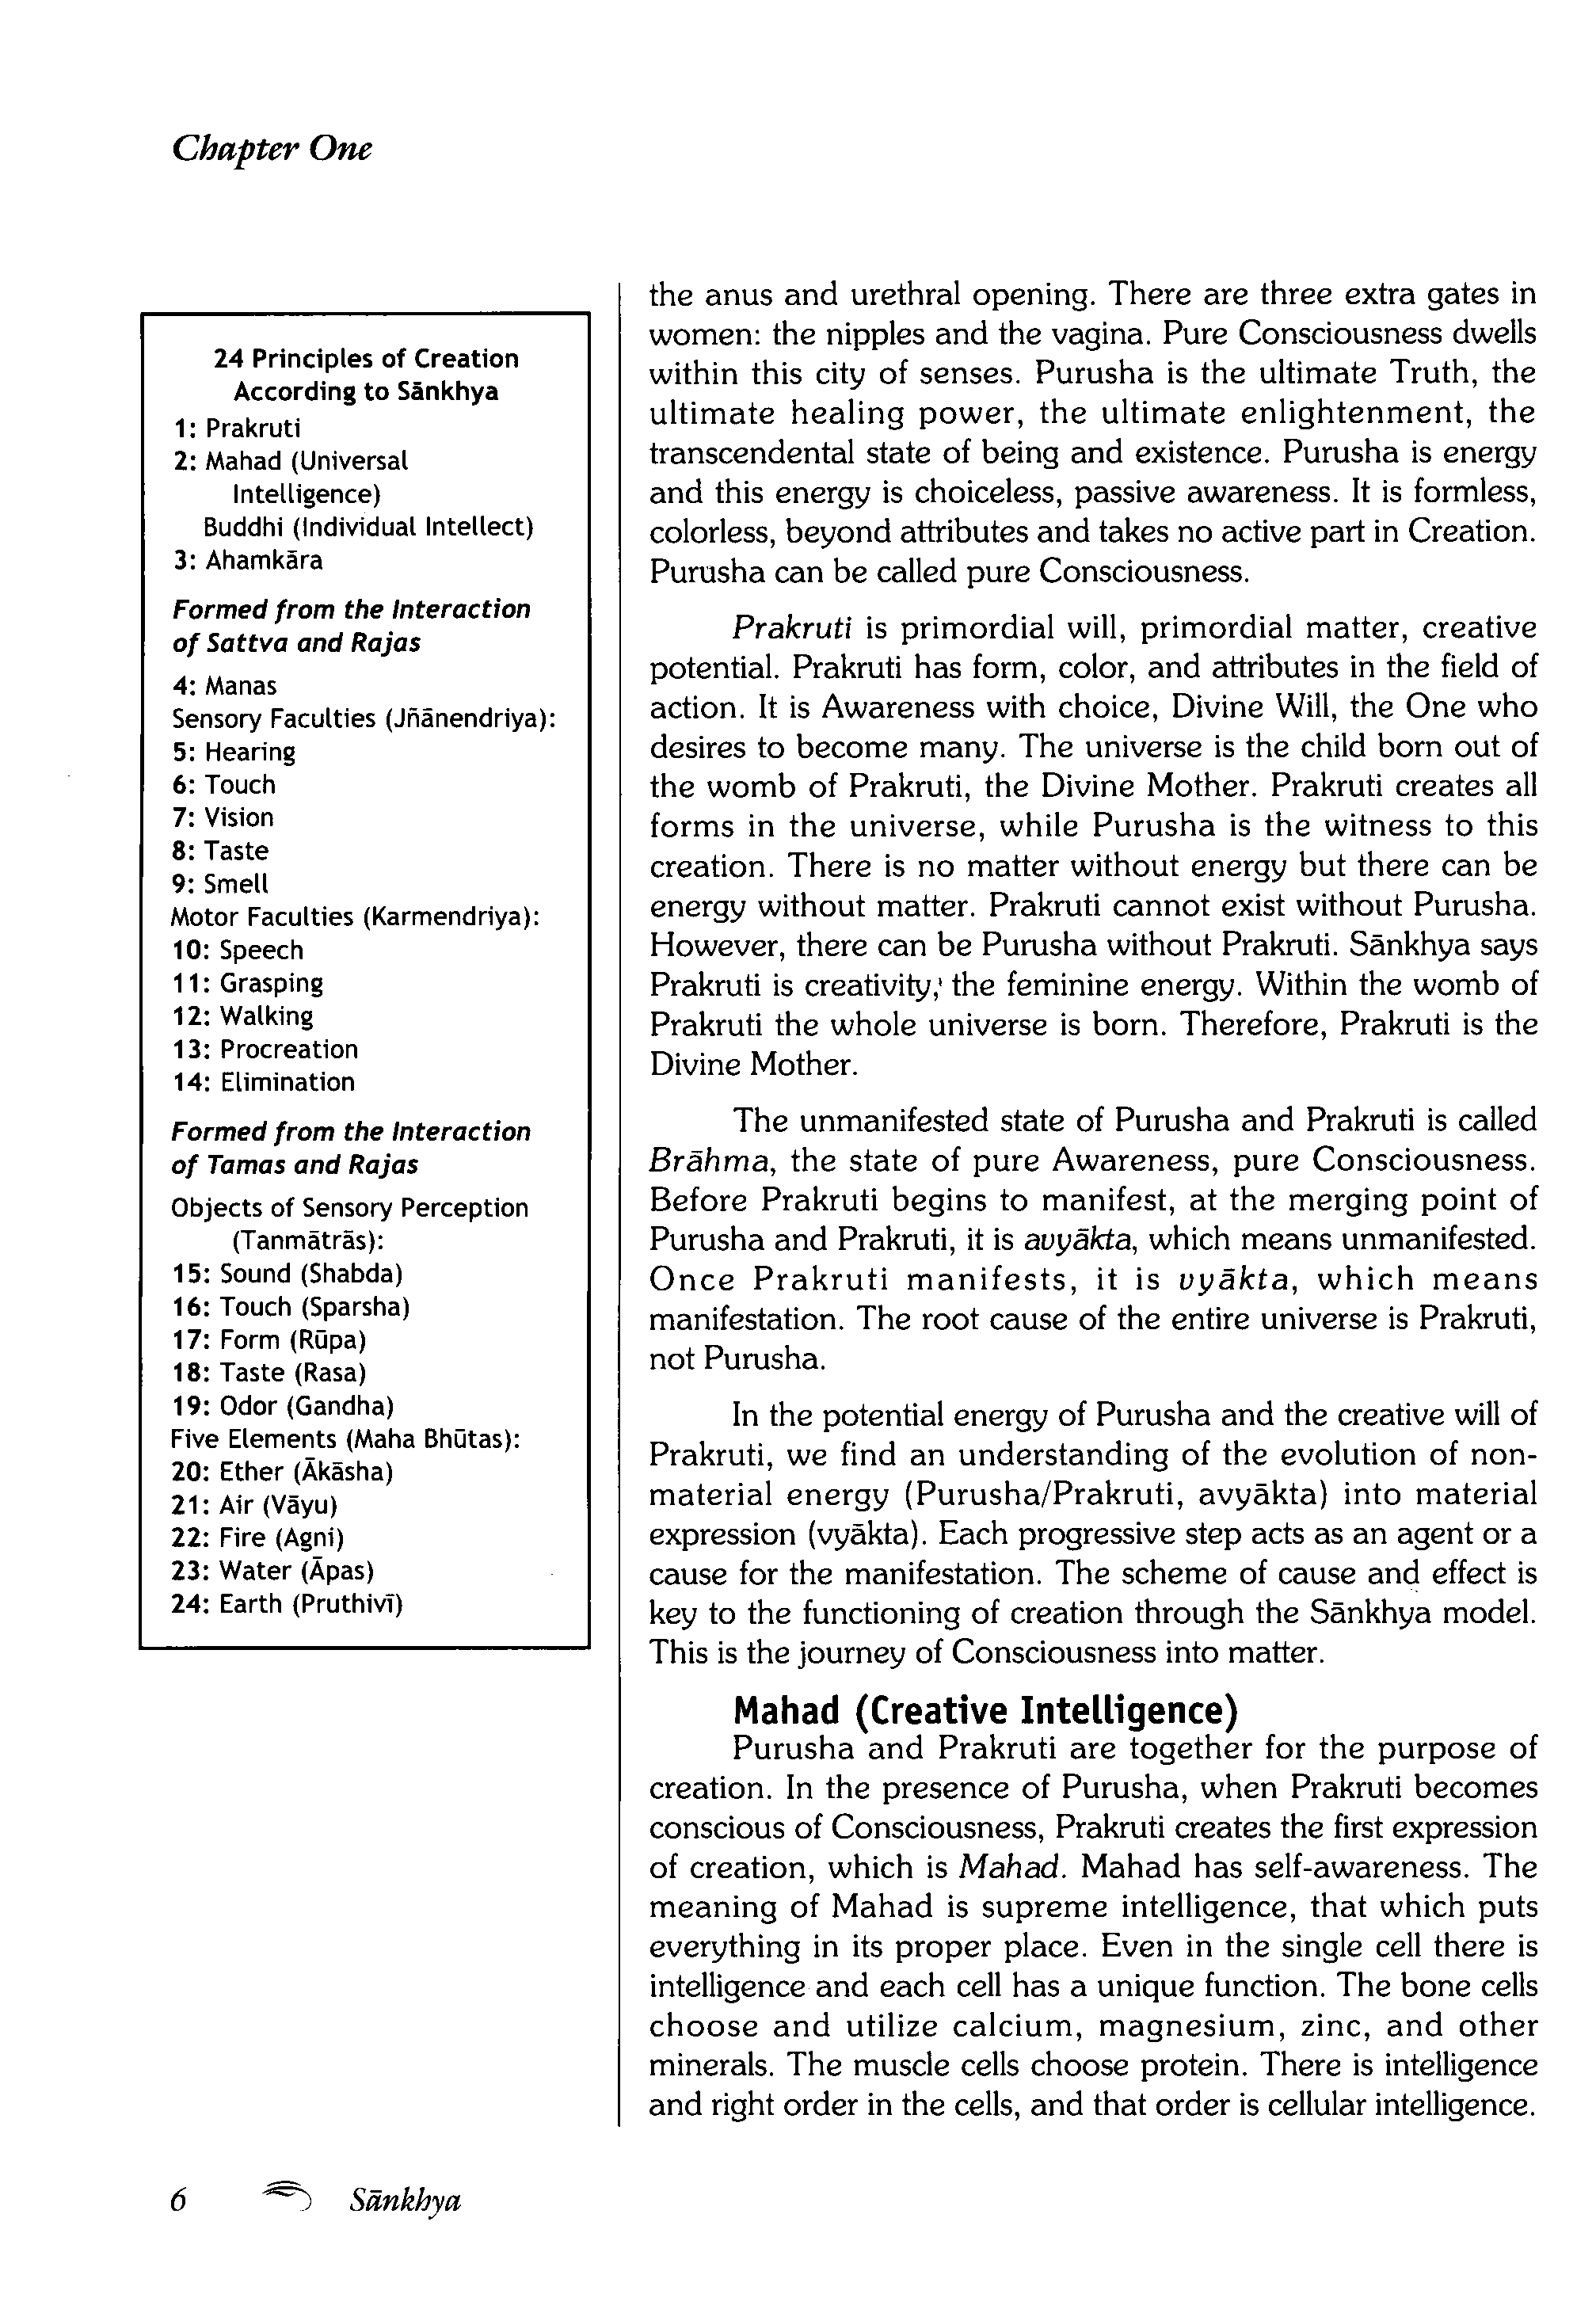 Chapter One
24 Principles of Creation
According to Sānkhya
1: Prakruti
2: Mahad (Universal
Intelligence)
Buddhi (Individual Intellect)
3: Ahamkāra
Formed from the Interaction
of Sattva and Rajas
4: Manas
Sensory Faculties (Jñānendriya):
5: Hearing
6: Touch
7: Vision
8: Taste
9: Smell
Motor Faculties (Karmendriya):
10: Speech
11: Grasping
12: Walking
13: Procreation
14: Elimination
Formed from the Interaction
of Tamas and Rajas
Objects of Sensory Perception
(Tanmātrās):
15: Sound (Shabda)
16: Touch (Sparsha)
17: Form (Rūpa)
18: Taste (Rasa)
19: Odor (Gandha)
Five Elements (Maha Bhūtas):
20: Ether (Ākāsha)
21: Air (Vāyu)
22: Fire (Agni)
23: Water (Āpas)
24: Earth (Pruthivī)
the anus and urethral opening. There are three extra gates in
women: the nipples and the vagina. Pure Consciousness dwells
within this city of senses. Purusha is the ultimate Truth, the
ultimate healing power, the ultimate enlightenment, the
transcendental state of being and existence. Purusha is energy
and this energy is choiceless, passive awareness. It is formless,
colorless, beyond attributes and takes no active part in Creation.
Purusha can be called pure Consciousness.
Prakruti is primordial will, primordial matter, creative
potential. Prakruti has form, color, and attributes in the field of
action. It is Awareness with choice, Divine Will, the One who
desires to become many. The universe is the child born out of
the womb of Prakruti, the Divine Mother. Prakruti creates all
forms in the universe, while Purusha is the witness to this
creation. There is no matter without energy but there can be
energy without matter. Prakruti cannot exist without Purusha.
However, there can be Purusha without Prakruti. Sānkhya says
Prakruti is creativity, the feminine energy. Within the womb of
Prakruti the whole universe is born. Therefore, Prakruti is the
Divine Mother.
The unmanifested state of Purusha and Prakruti is called
Brāhma, the state of pure Awareness, pure Consciousness.
Before Prakruti begins to manifest, at the merging point of
Purusha and Prakruti, it is avyākta, which means unmanifested.
Once Prakruti manifests, it is vyākta, which means
manifestation. The root cause of the entire universe is Prakruti,
not Purusha.
In the potential energy of Purusha and the creative will of
Prakruti, we find an understanding of the evolution of non-
material energy (Purusha/Prakruti, avyākta) into material
expression (vyākta). Each progressive step acts as an agent or a
cause for the manifestation. The scheme of cause and effect is
key to the functioning of creation through the Sānkhya model.
This is the journey of Consciousness into matter.
Mahad (Creative Intelligence)
Purusha and Prakruti are together for the purpose of
creation. In the presence of Purusha, when Prakruti becomes
conscious of Consciousness, Prakruti creates the first expression
of creation, which is Mahad. Mahad has self-awareness. The
meaning of Mahad is supreme intelligence, that which puts
everything in its proper place. Even in the single cell there is
intelligence and each cell has a unique function. The bone cells
choose and utilize calcium, magnesium, zinc, and other
minerals. The muscle cells choose protein. There is intelligence
and right order in the cells, and that order is cellular intelligence.
6 Sānkhya